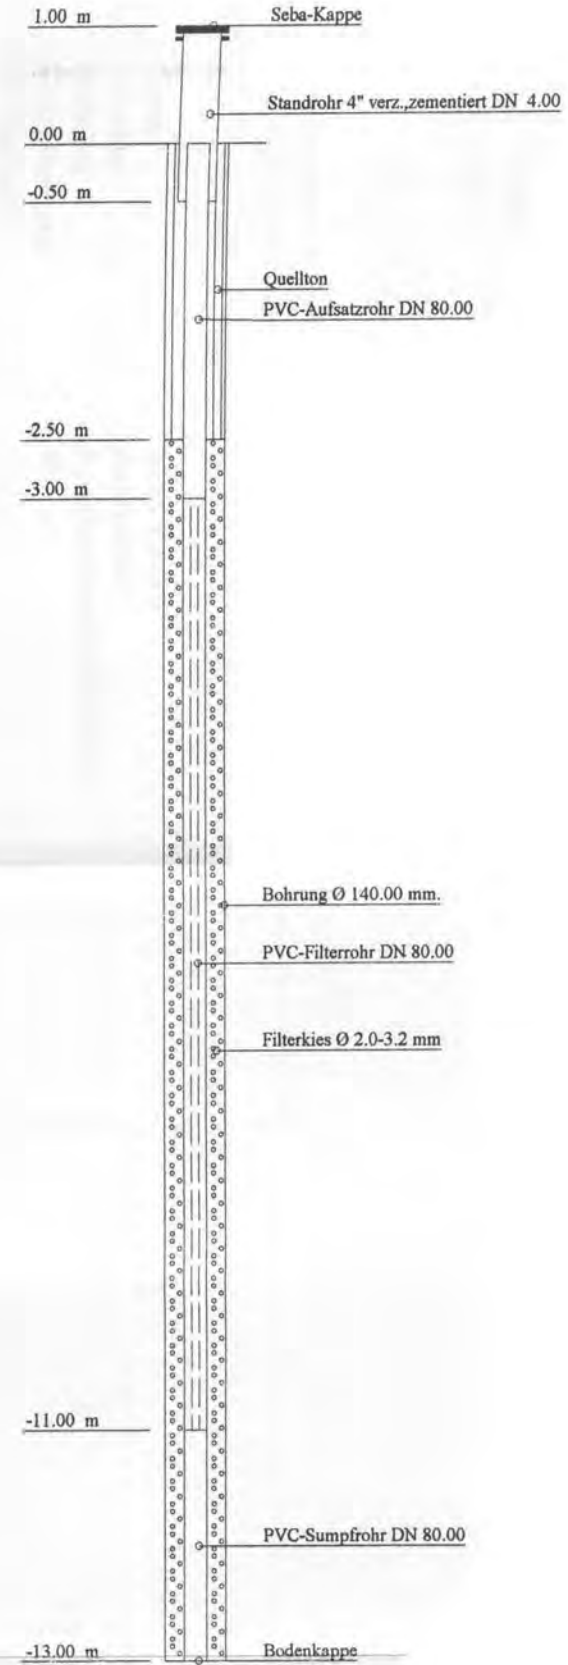 1.00 m
Seba-Kappe
Standrohr 4" verz.,zementiert DN 4.00
0.00 m
-0.50 m
Quellton
PVC-Aufsatzrohr DN 80.00
-2.50 m
-3.00 m
Bohrung Ø 140.00 mm.
PVC-Filterrohr DN 80.00
Filterkies Ø 2.0-3.2 mm
-11.00 m
PVC-Sumpfrohr DN 80.00
-13.00 m
Bodenkappe